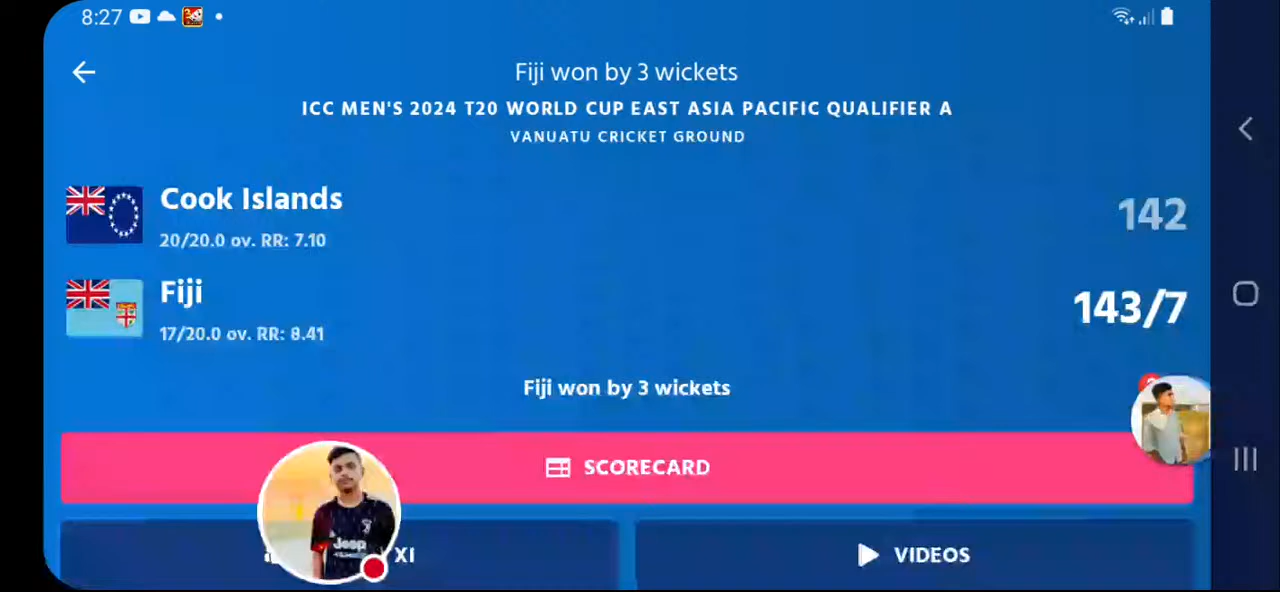 8:27
Fiji won by 3 wickets
ICC MEN'S 2024 T20 WORLD CUP EAST ASIA PACIFIC QUALIFIER A
VANUATU CRICKET GROUND
Cook Islands
142
20/20.0 ov. RR: 7.10
Fiji
143/7
17/20.0 ov. RR: 8.41
Fiji won by 3 wickets
SCORECARD
Jeep
XI
VIDEOS